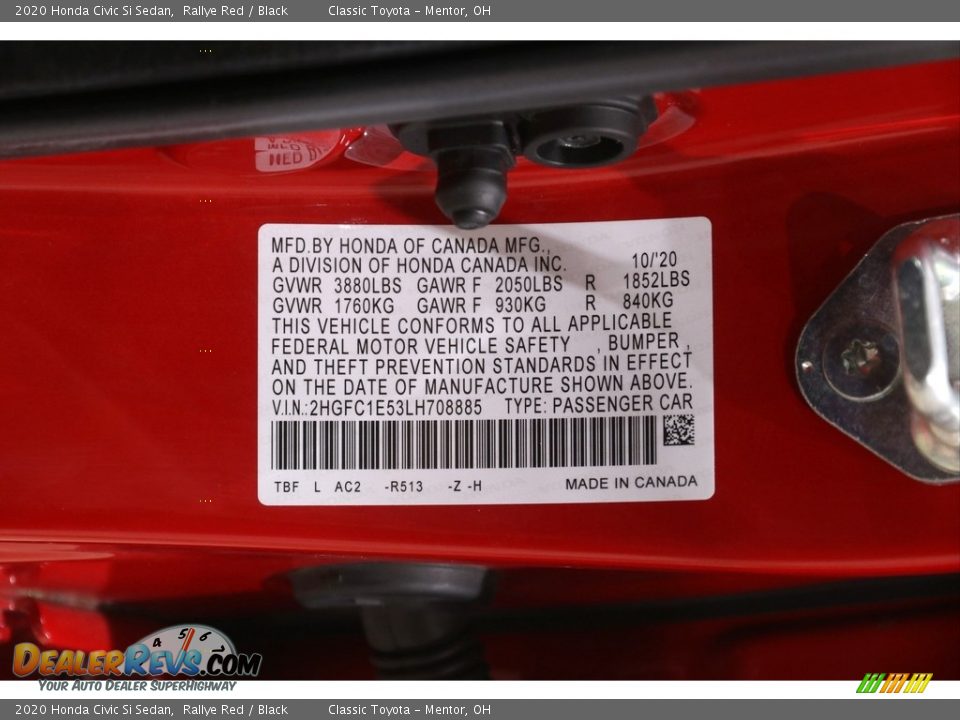 2020 Honda Civic Si Sedan, Rallye Red / Black Classic Toyota – Mentor, OH
MFD.BY HONDA OF CANADA MFG.,
A DIVISION OF HONDA CANADA INC. 10/'20
GVWR 3880LBS GAWR F 2050LBS R 1852LBS
GVWR 1760KG GAWR F 930KG R 840KG
THIS VEHICLE CONFORMS TO ALL APPLICABLE
FEDERAL MOTOR VEHICLE SAFETY , BUMPER ,
AND THEFT PREVENTION STANDARDS IN EFFECT
ON THE DATE OF MANUFACTURE SHOWN ABOVE.
V.I.N.:2HGFC1E53LH708885 TYPE: PASSENGER CAR
TBF L AC2 -R513 -Z -H MADE IN CANADA
4 5 6
DealerRevs.com
Your Auto Dealer SuperHighway
2020 Honda Civic Si Sedan, Rallye Red / Black Classic Toyota – Mentor, OH